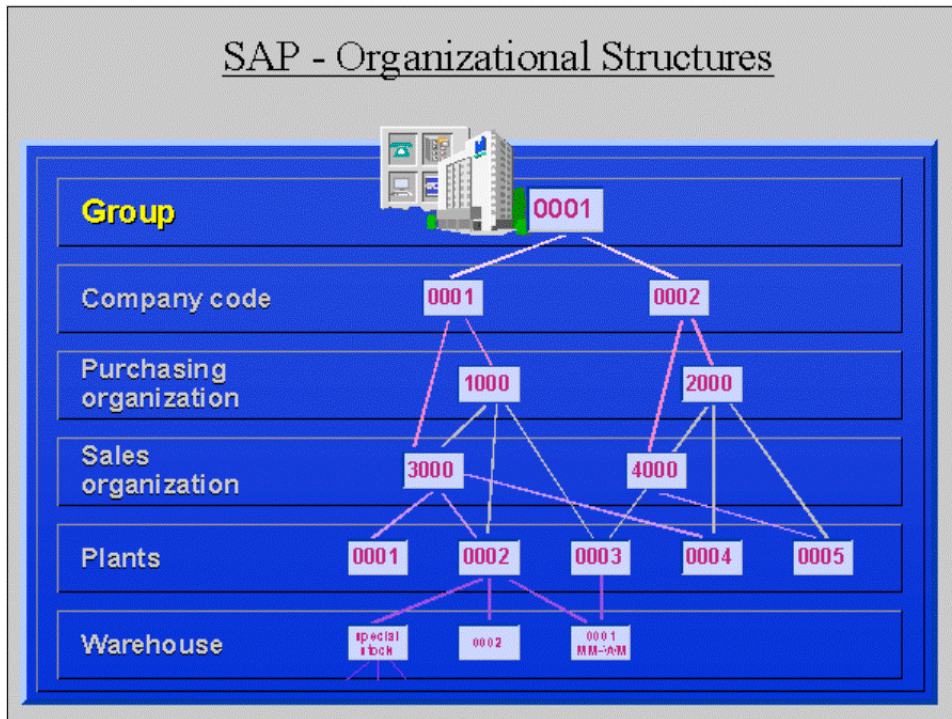 SAP - Organizational Structures
Group
0001
Company code
0001
0002
Purchasing
organization
1000
2000
Sales
organization
3000
4000
Plants
0001
0002
0003
0004
0005
Warehouse
special
stock
0002
0001
MM-WM